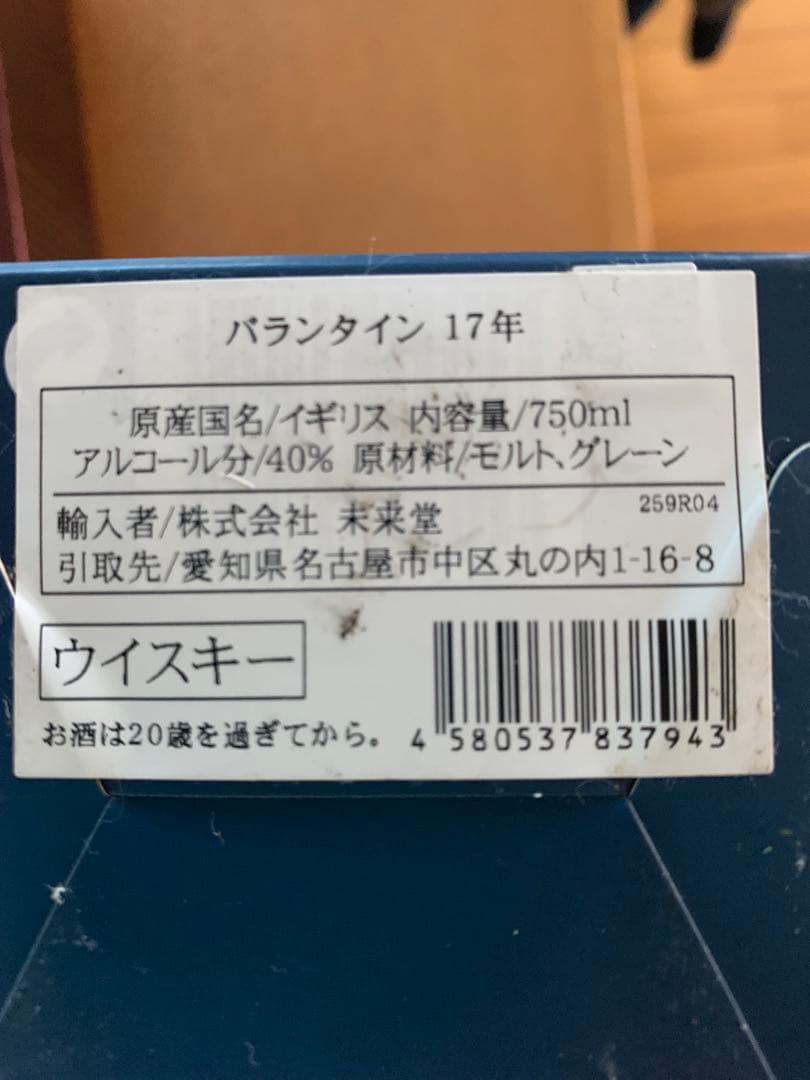 バランタイン 17年
原産国名/イギリス 内容量/750ml
アルコール分/40% 原材料/モルト、グレーン
259R04
輸入者/株式会社 未来堂
引取先/愛知県名古屋市中区丸の内1-16-8
ウイスキー
お酒は20歳を過ぎてから。
4 580537 837943